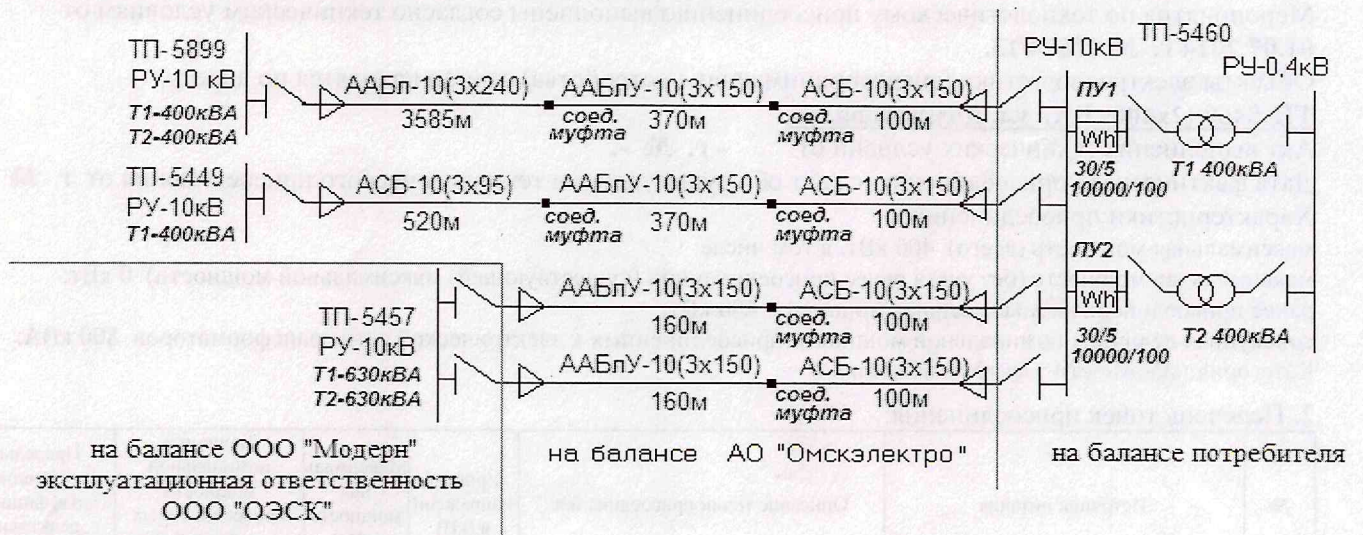 ТП-5899
РУ-10 кВ
Т1-400кВА
Т2-400кВА
ААБп-10(3х240)
3585м
ААБпУ-10(3х150)
соед. муфта
370м
АСБ-10(3х150)
соед. муфта
100м
РУ-10кВ
ТП-5460
РУ-0,4кВ
ПУ1
Wh
30/5
10000/100
Т1 400кВА
ТП-5449
РУ-10кВ
Т1-400кВА
АСБ-10(3х95)
520м
ААБпУ-10(3х150)
соед. муфта
370м
АСБ-10(3х150)
соед. муфта
100м
ПУ2
Wh
30/5
10000/100
Т2 400кВА
ТП-5457
РУ-10кВ
Т1-630кВА
Т2-630кВА
ААБпУ-10(3х150)
160м
АСБ-10(3х150)
соед. муфта
100м
ААБпУ-10(3х150)
160м
АСБ-10(3х150)
соед. муфта
100м
на балансе ООО "Модерн"
эксплуатационная ответственность
ООО "ОЭСК"
на балансе АО "Омскэлектро"
на балансе потребителя